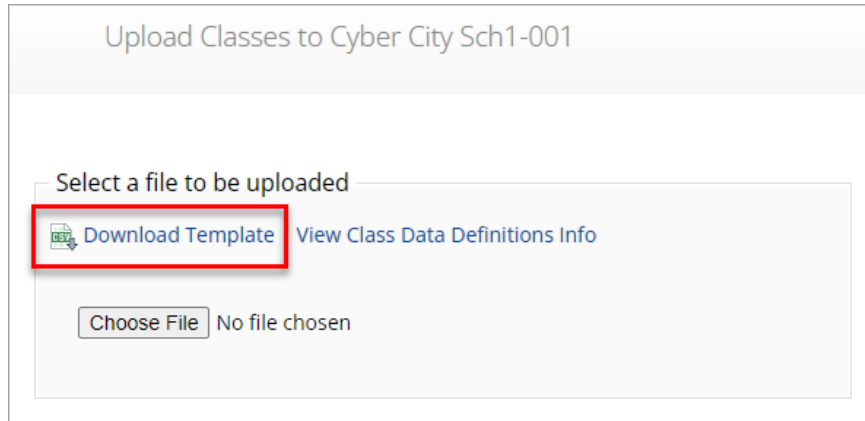 Upload Classes to Cyber City Sch1-001
Select a file to be uploaded
CSV Download Template View Class Data Definitions Info
Choose File No file chosen